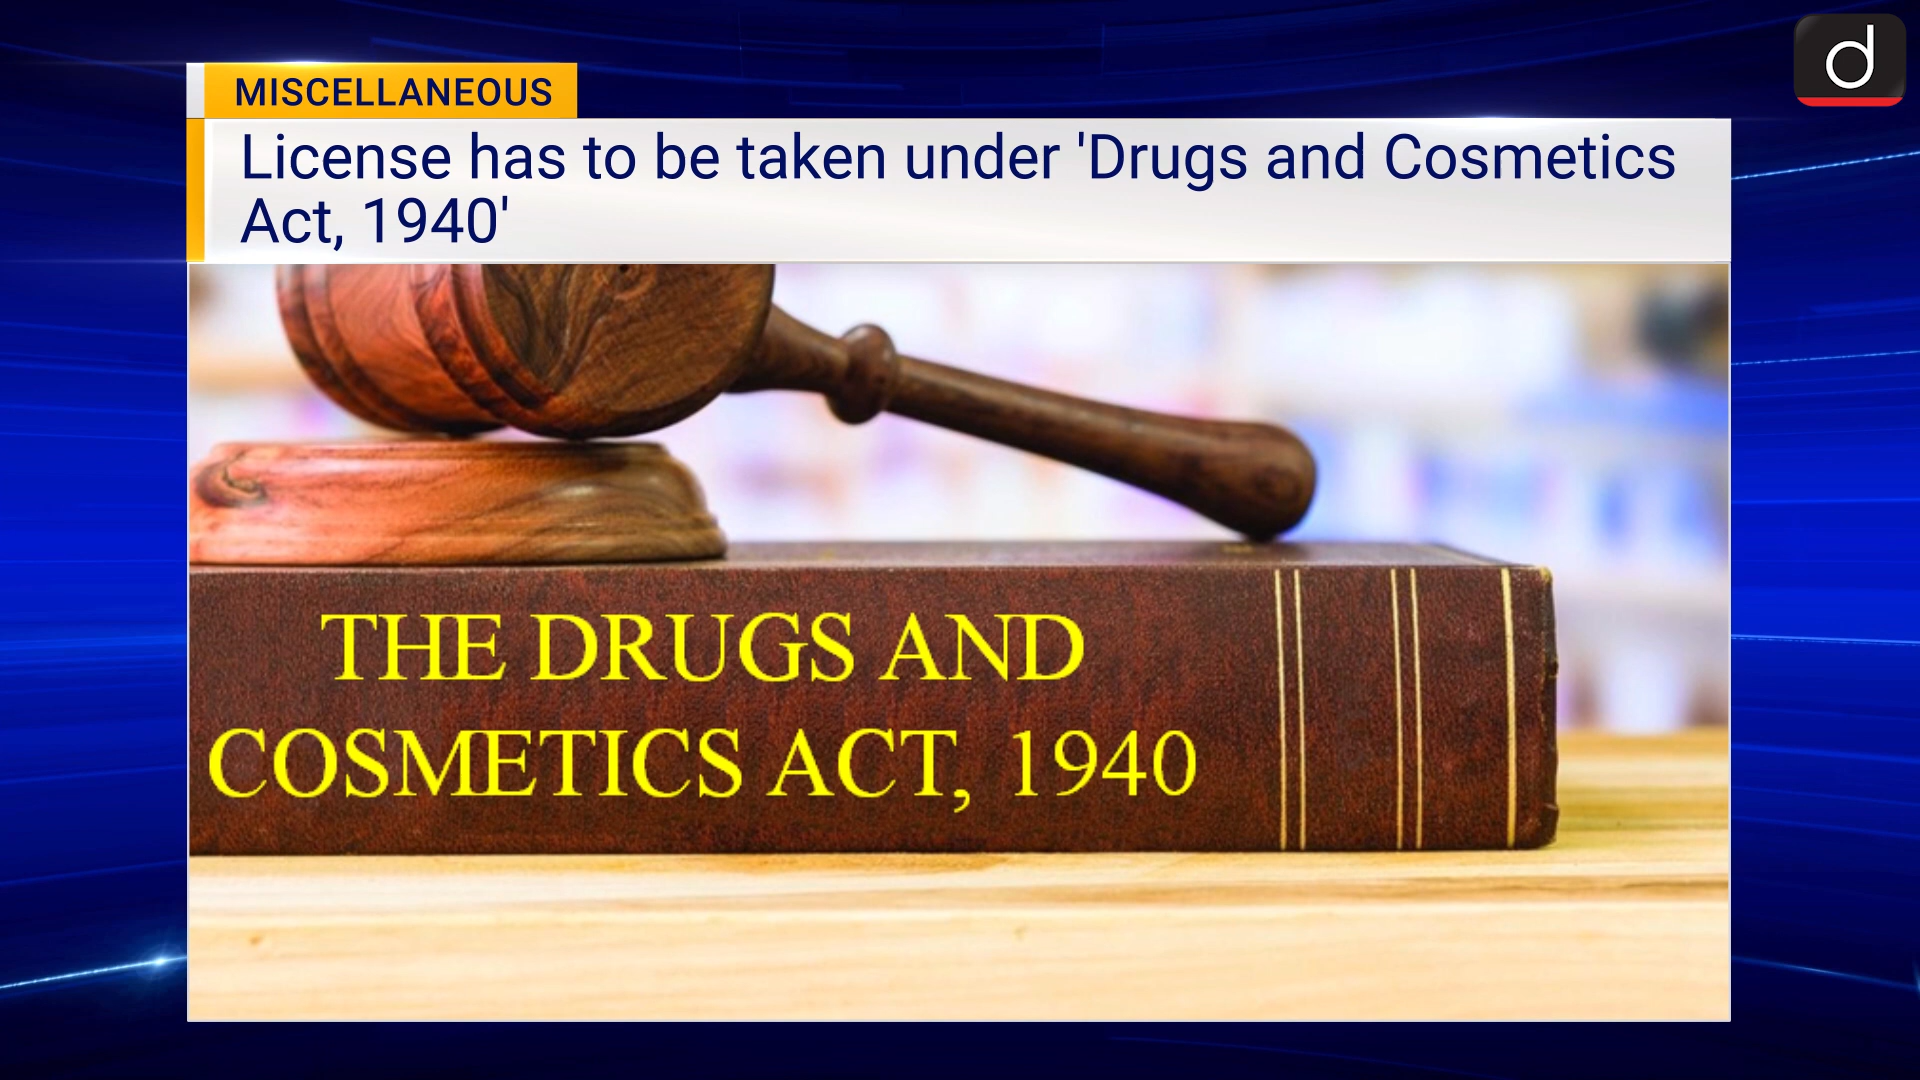 d
MISCELLANEOUS
License has to be taken under 'Drugs and Cosmetics
Act, 1940'
THE DRUGS AND
COSMETICS ACT, 1940